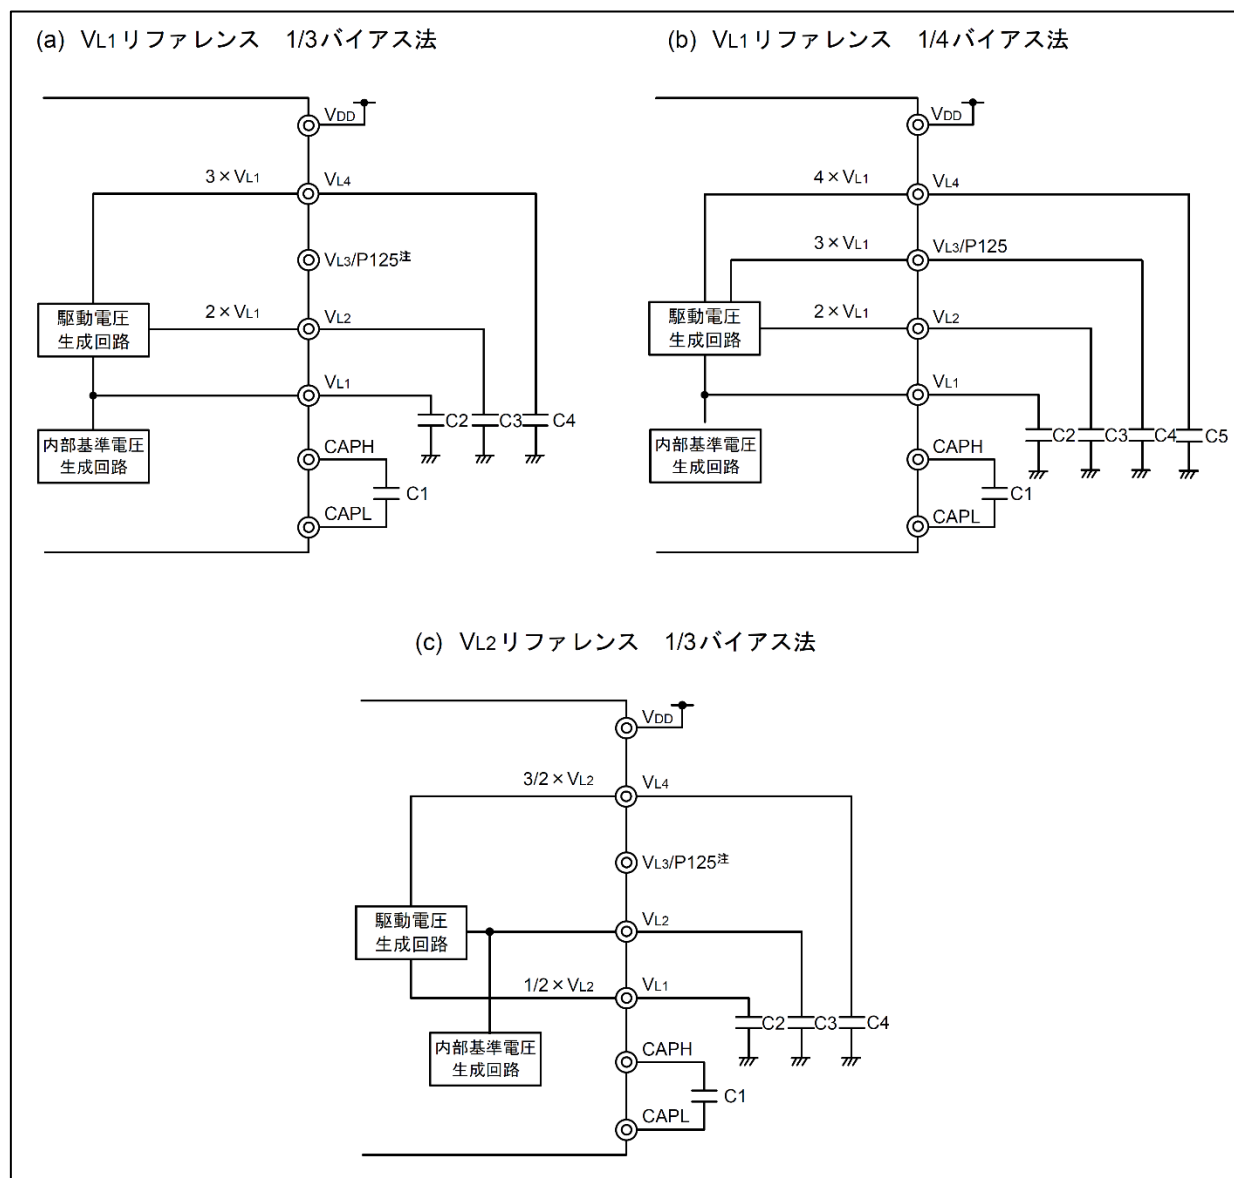 (a) VL1リファレンス 1/3バイアス法
VDD
3×VL1
VL4
VL3/P125注
駆動電圧
生成回路
2×VL1
VL2
VL1
内部基準電圧
生成回路
C2
C3
C4
CAPH
C1
CAPL
(b) VL1リファレンス 1/4バイアス法
VDD
4×VL1
VL4
3×VL1
VL3/P125
駆動電圧
生成回路
2×VL1
VL2
VL1
内部基準電圧
生成回路
C2
C3
C4
C5
CAPH
C1
CAPL
(c) VL2リファレンス 1/3バイアス法
VDD
3/2×VL2
VL4
VL3/P125注
駆動電圧
生成回路
VL2
1/2×VL2
VL1
内部基準電圧
生成回路
C2
C3
C4
CAPH
C1
CAPL